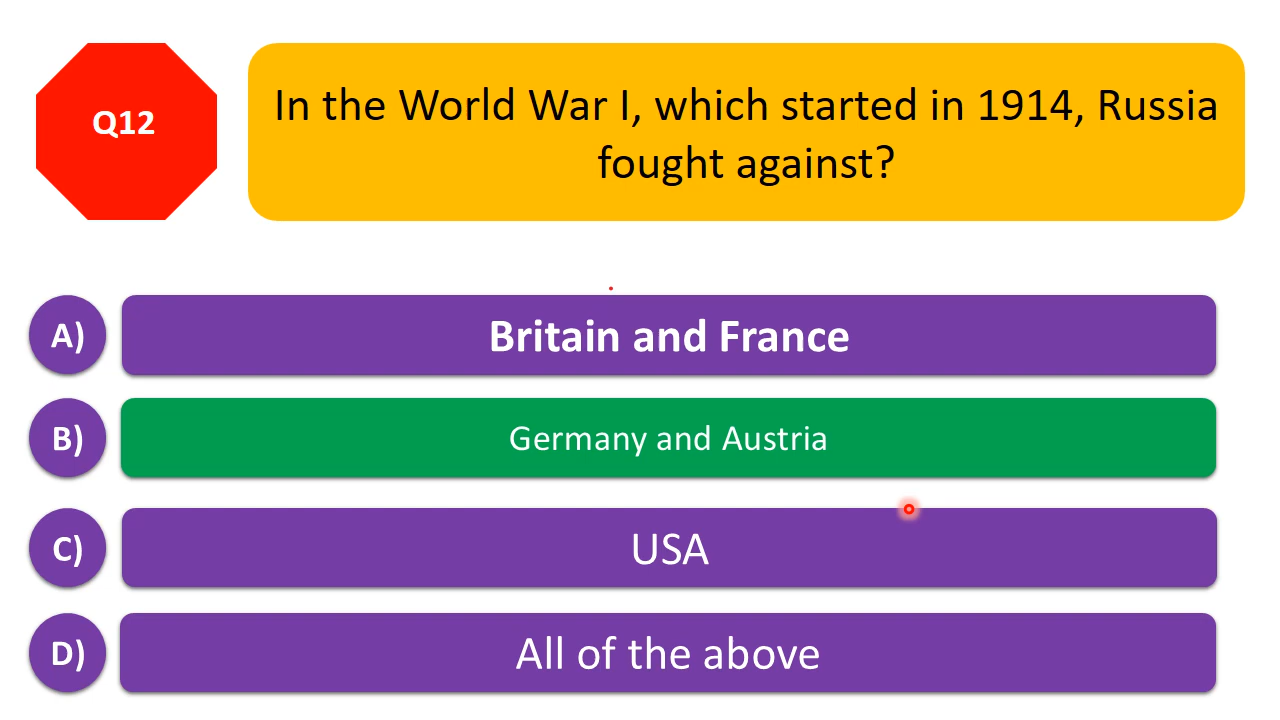 Q12
In the World War I, which started in 1914, Russia
fought against?
A)
Britain and France
B)
Germany and Austria
C)
USA
D)
All of the above